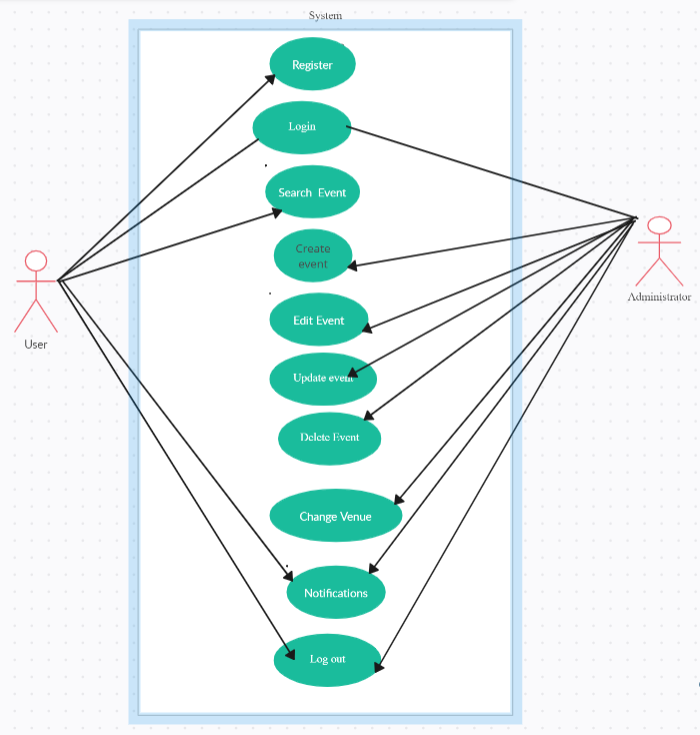 System
Register
Login
Search Event
Create
event
Edit Event
Update event
Delete Event
Change Venue
Notifications
Log out
User
Administrator